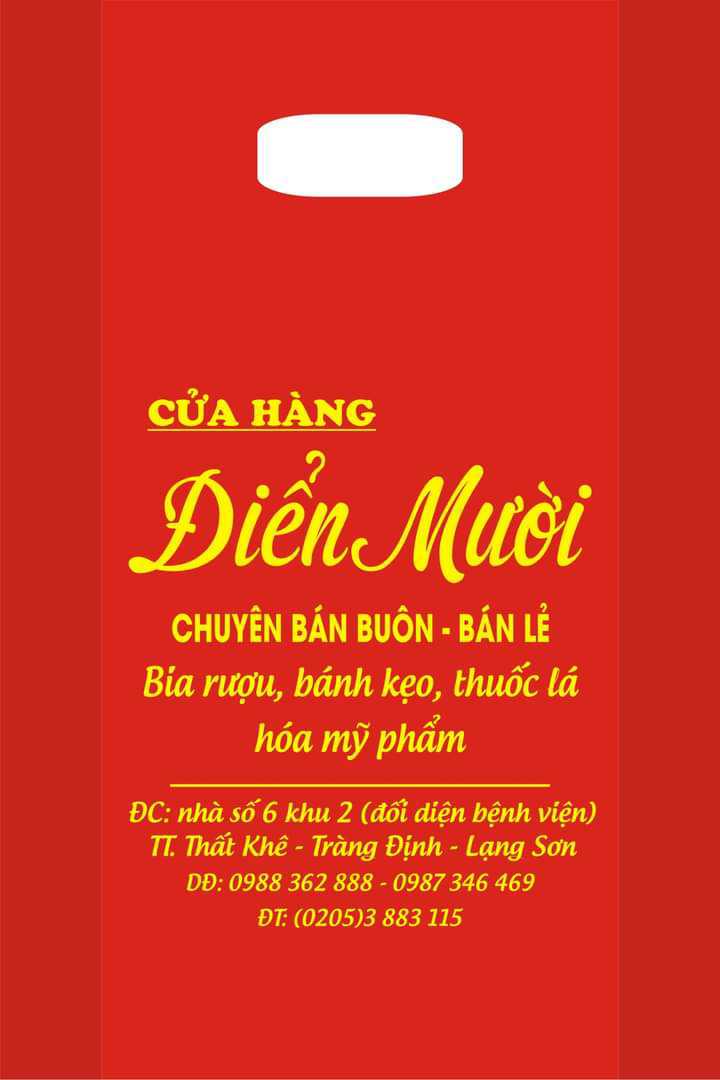 CỬA HÀNG
Điển Mười
CHUYÊN BÁN BUÔN - BÁN LẺ
Bia rượu, bánh kẹo, thuốc lá
hóa mỹ phẩm
ĐC: nhà số 6 khu 2 (đối diện bệnh viện)
TT. Thất Khê - Tràng Định - Lạng Sơn
DĐ: 0988 362 888 - 0987 346 469
ĐT: (0205)3 883 115